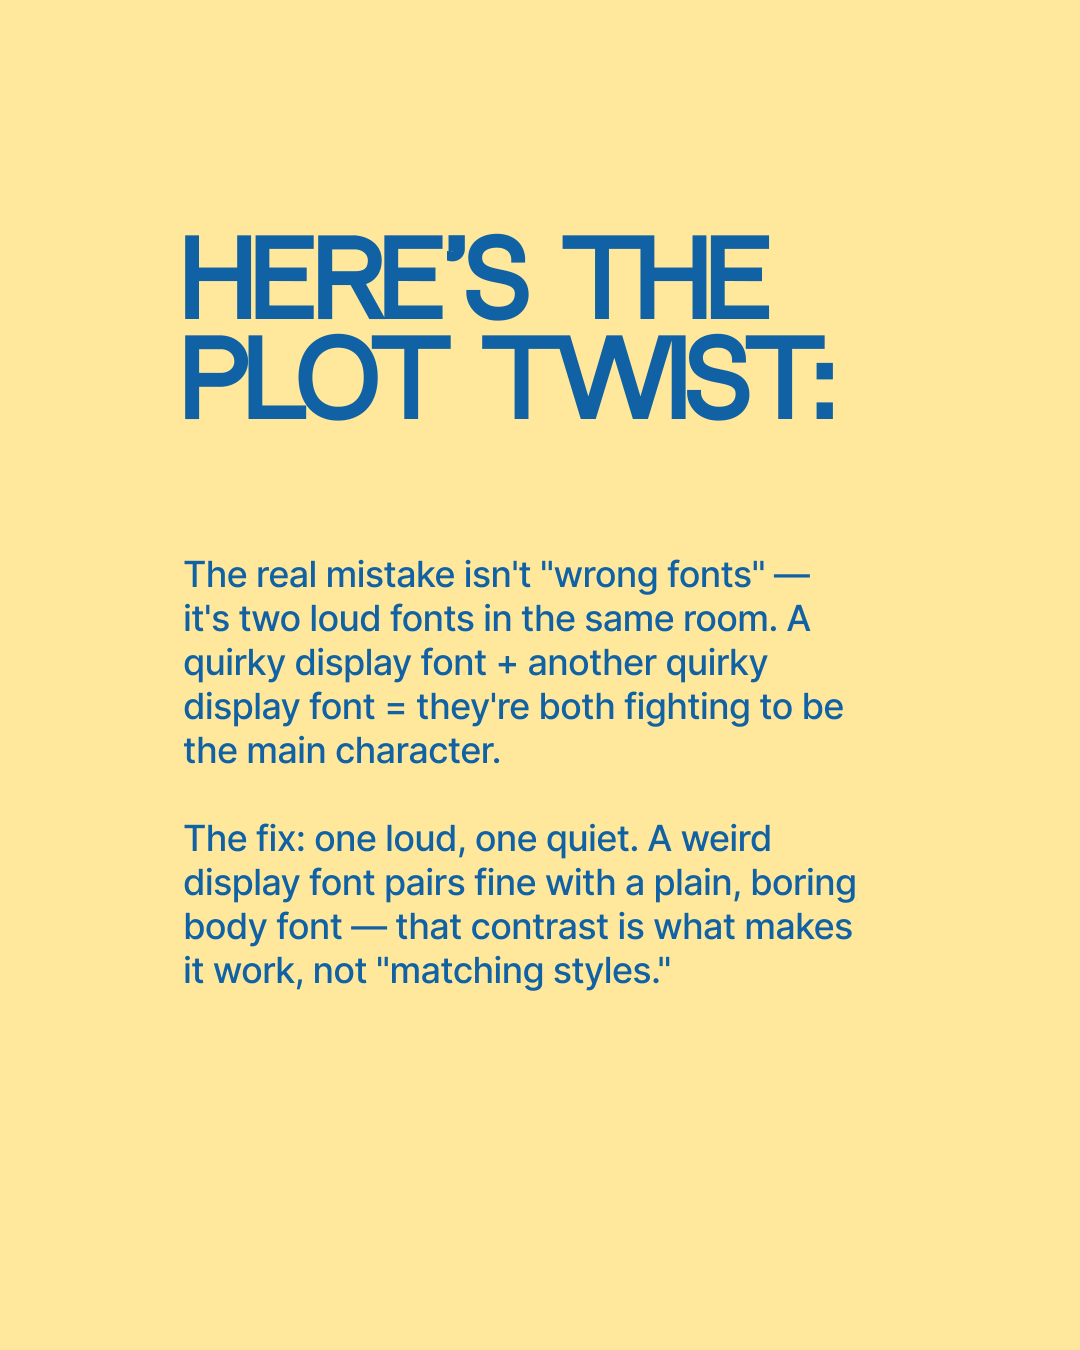 HERE’S THE
PLOT TWIST:
The real mistake isn't "wrong fonts" —
it's two loud fonts in the same room. A
quirky display font + another quirky
display font = they're both fighting to be
the main character.
The fix: one loud, one quiet. A weird
display font pairs fine with a plain, boring
body font — that contrast is what makes
it work, not "matching styles."